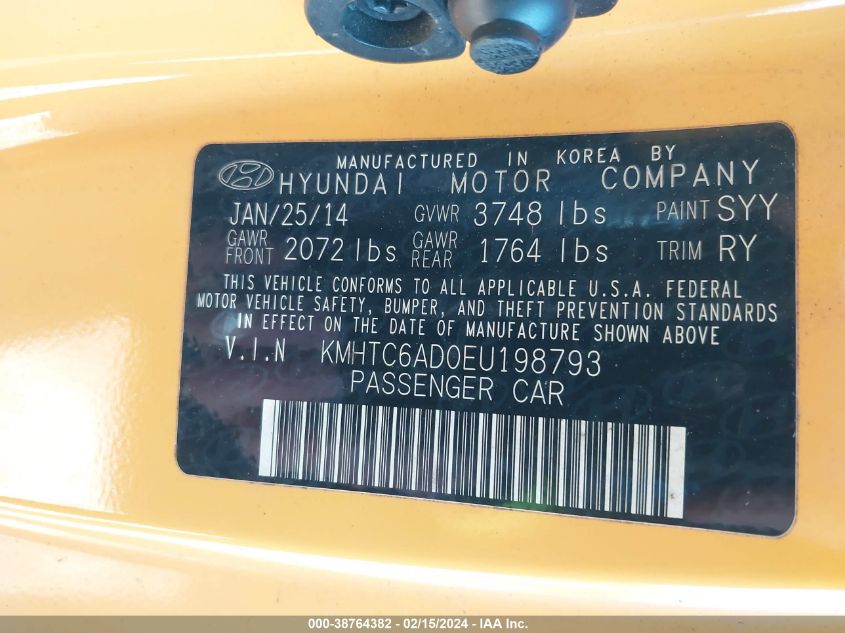 MANUFACTURED IN KOREA BY
HYUNDAI MOTOR COMPANY
JAN/25/14 GVWR 3748 lbs PAINT SYY
GAWR FRONT 2072 lbs GAWR REAR 1764 lbs TRIM RY
THIS VEHICLE CONFORMS TO ALL APPLICABLE U.S.A. FEDERAL
MOTOR VEHICLE SAFETY, BUMPER, AND THEFT PREVENTION STANDARDS
IN EFFECT ON THE DATE OF MANUFACTURE SHOWN ABOVE
V.I.N KMHTC6AD0EU198793
PASSENGER CAR
000-38764382 - 02/15/2024 - IAA Inc.